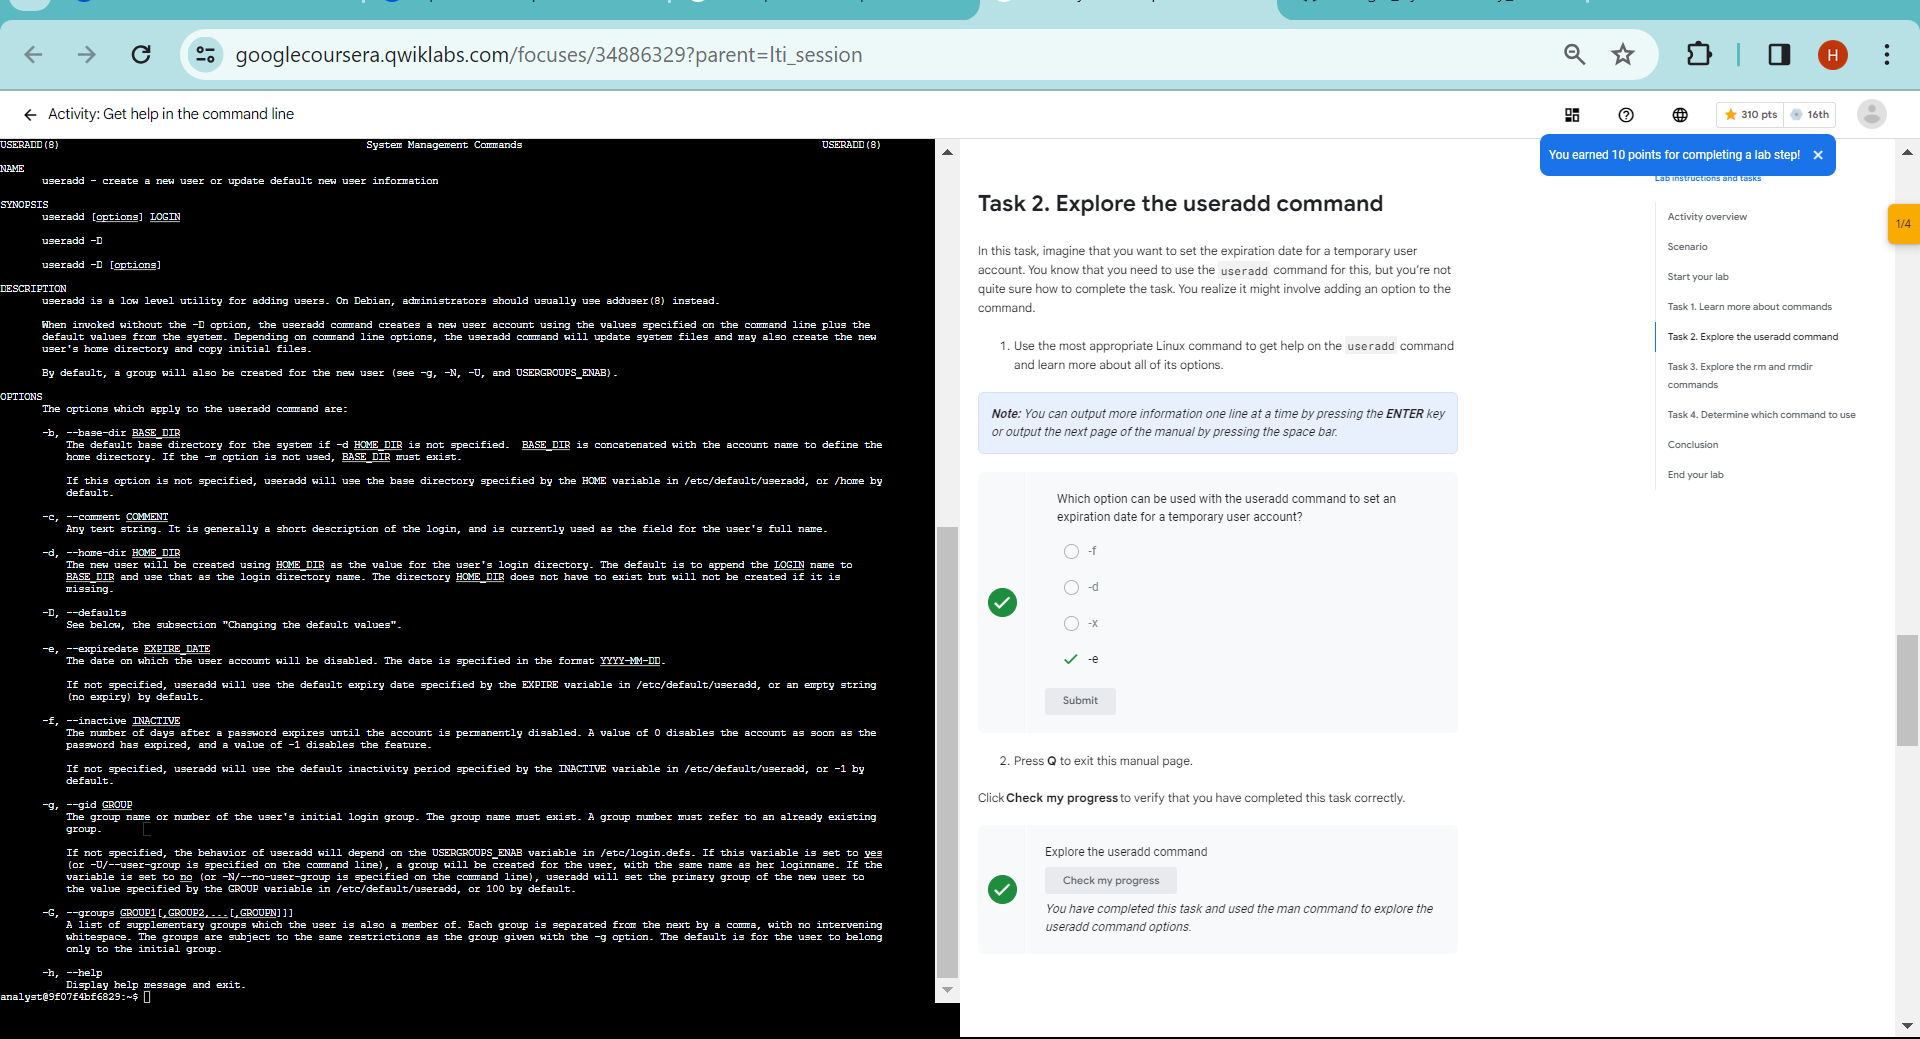 googlecoursera.qwiklabs.com/focuses/34886329?parent=lti_session
H
Activity: Get help in the command line
310 pts
16th
You earned 10 points for completing a lab step!
USERADD(8) System Management Commands USERADD(8)
NAME
useradd - create a new user or update default new user information
SYNOPSIS
useradd [options] LOGIN
useradd -D
useradd -D [options]
DESCRIPTION
useradd is a low level utility for adding users. On Debian, administrators should usually use adduser(8) instead.
When invoked without the -D option, the useradd command creates a new user account using the values specified on the command line plus the
default values from the system. Depending on command line options, the useradd command will update system files and may also create the new
user's home directory and copy initial files.
By default, a group will also be created for the new user (see -g, -N, -U, and USERGROUPS_ENAB).
OPTIONS
The options which apply to the useradd command are:
-b, --base-dir BASE_DIR
The default base directory for the system if -d HOME_DIR is not specified. BASE_DIR is concatenated with the account name to define the
home directory. If the -m option is not used, BASE_DIR must exist.
If this option is not specified, useradd will use the base directory specified by the HOME variable in /etc/default/useradd, or /home by
default.
-c, --comment COMMENT
Any text string. It is generally a short description of the login, and is currently used as the field for the user's full name.
-d, --home-dir HOME_DIR
The new user will be created using HOME_DIR as the value for the user's login directory. The default is to append the LOGIN name to
BASE_DIR and use that as the login directory name. The directory HOME_DIR does not have to exist but will not be created if it is
missing.
-D, --defaults
See below, the subsection "Changing the default values".
-e, --expiredate EXPIRE_DATE
The date on which the user account will be disabled. The date is specified in the format YYYY-MM-DD.
If not specified, useradd will use the default expiry date specified by the EXPIRE variable in /etc/default/useradd, or an empty string
(no expiry) by default.
-f, --inactive INACTIVE
The number of days after a password expires until the account is permanently disabled. A value of 0 disables the account as soon as the
password has expired, and a value of -1 disables the feature.
If not specified, useradd will use the default inactivity period specified by the INACTIVE variable in /etc/default/useradd, or -1 by
default.
-g, --gid GROUP
The group name or number of the user's initial login group. The group name must exist. A group number must refer to an already existing
group.
If not specified, the behavior of useradd will depend on the USERGROUPS_ENAB variable in /etc/login.defs. If this variable is set to yes
(or -U/--user-group is specified on the command line), a group will be created for the user, with the same name as her loginname. If the
variable is set to no (or -N/--no-user-group is specified on the command line), useradd will set the primary group of the new user to
the value specified by the GROUP variable in /etc/default/useradd, or 100 by default.
-G, --groups GROUP1[,GROUP2,...[,GROUPN]]]
A list of supplementary groups which the user is also a member of. Each group is separated from the next by a comma, with no intervening
whitespace. The groups are subject to the same restrictions as the group given with the -g option. The default is for the user to belong
only to the initial group.
-h, --help
Display help message and exit.
analyst@9f07f4bf6829:~$
Task 2. Explore the useradd command
In this task, imagine that you want to set the expiration date for a temporary user
account. You know that you need to use the useradd command for this, but you're not
quite sure how to complete the task. You realize it might involve adding an option to the
command.
1. Use the most appropriate Linux command to get help on the useradd command
and learn more about all of its options.
Note: You can output more information one line at a time by pressing the ENTER key
or output the next page of the manual by pressing the space bar.
Which option can be used with the useradd command to set an
expiration date for a temporary user account?
-f
-d
-x
-e
Submit
2. Press Q to exit this manual page.
Click Check my progress to verify that you have completed this task correctly.
Explore the useradd command
Check my progress
You have completed this task and used the man command to explore the
useradd command options.
Lab instructions and tasks
1/4
Activity overview
Scenario
Start your lab
Task 1. Learn more about commands
Task 2. Explore the useradd command
Task 3. Explore the rm and rmdir
commands
Task 4. Determine which command to use
Conclusion
End your lab